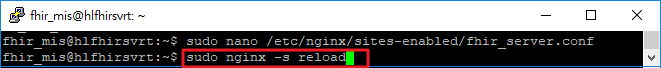 fhir_mis@hlfhirsvrt: ~
fhir_mis@hlfhirsvrt:~$ sudo nano /etc/nginx/sites-enabled/fhir_server.conf
fhir_mis@hlfhirsvrt:~$ sudo nginx -s reload